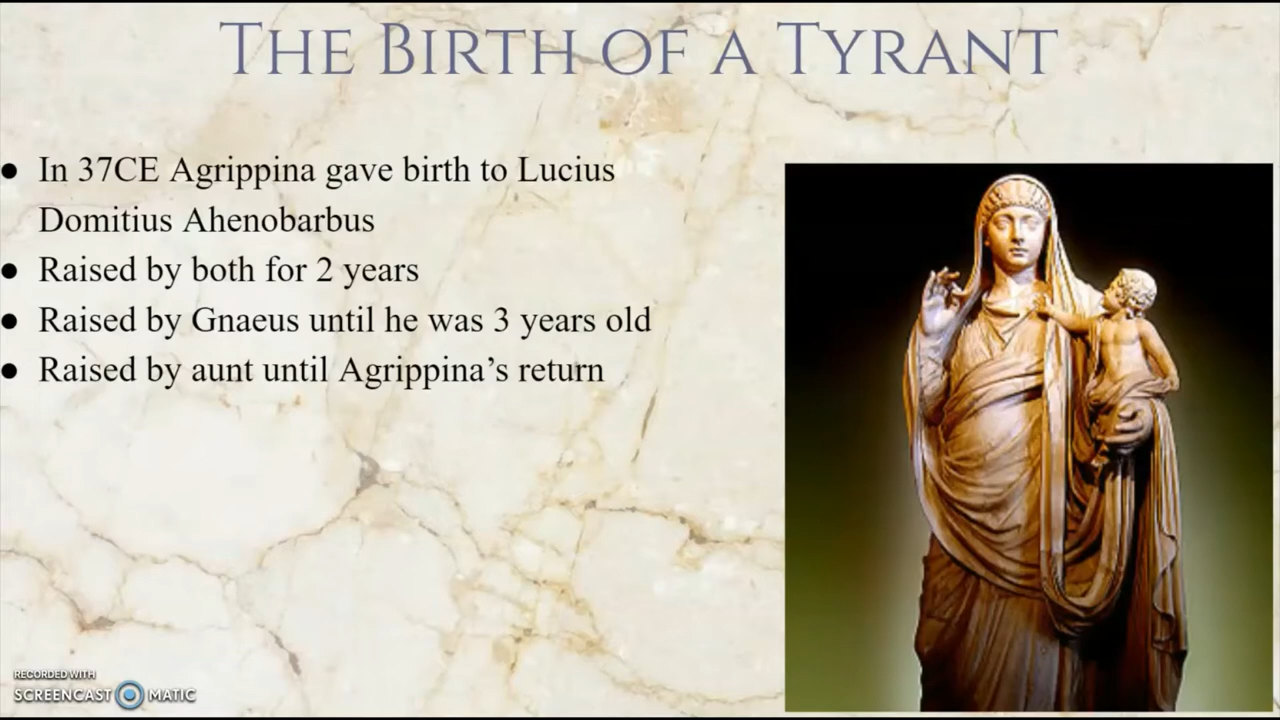 THE BIRTH OF A TYRANT
● In 37CE Agrippina gave birth to Lucius
Domitius Ahenobarbus
● Raised by both for 2 years
● Raised by Gnaeus until he was 3 years old
● Raised by aunt until Agrippina’s return
RECORDED WITH
SCREENCAST MATIC